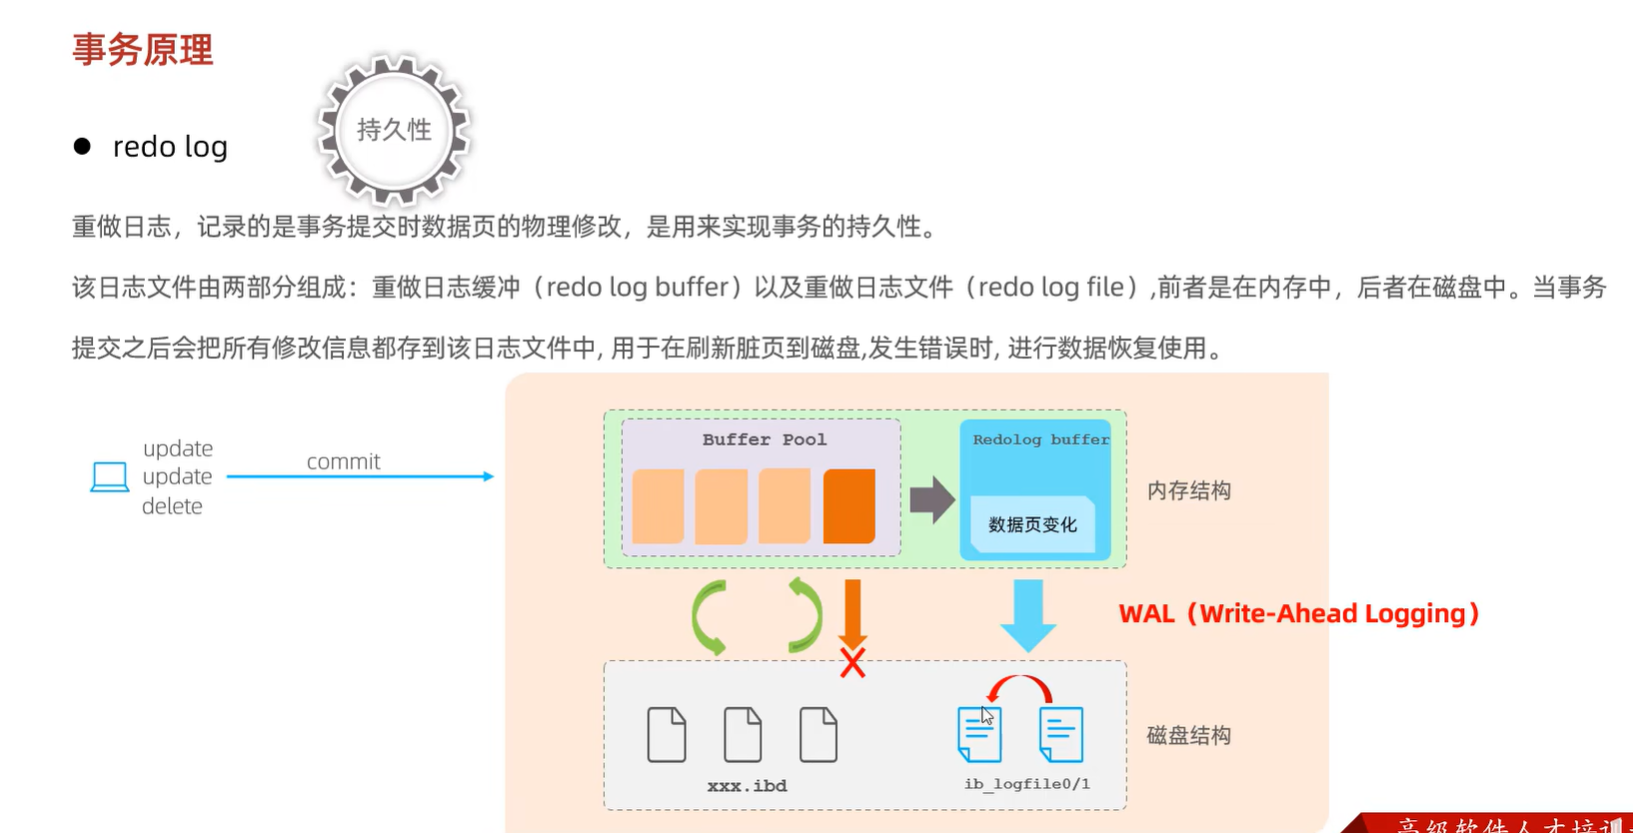 事务原理
持久性
● redo log
重做日志，记录的是事务提交时数据页的物理修改，是用来实现事务的持久性。
该日志文件由两部分组成：重做日志缓冲（redo log buffer）以及重做日志文件（redo log file）,前者是在内存中，后者在磁盘中。当事务
提交之后会把所有修改信息都存到该日志文件中, 用于在刷新脏页到磁盘,发生错误时, 进行数据恢复使用。
update
update
delete
commit
Buffer Pool
Redolog buffer
数据页变化
内存结构
WAL（Write-Ahead Logging）
xxx.ibd
ib_logfile0/1
磁盘结构
高级软件人才培训